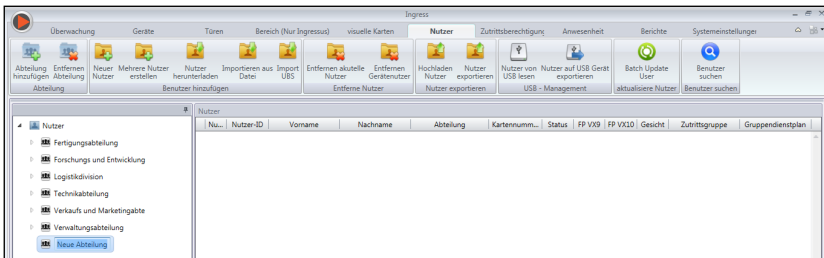 Ingress
Überwachung Geräte Türen Bereich (Nur Ingressus) visuelle Karten Nutzer Zutrittsberechtigung Anwesenheit Berichte Systemeinstellunger
Abteilung Entfernen Neuer Mehrere Nutzer Nutzer Importieren aus Import Entfernen akutelle Entfernen Hochladen Nutzer Nutzer von Nutzer auf USB Gerät Batch Update Benutzer
hinzufügen Abteilung Nutzer erstellen herunterladen Datei UBS Nutzer Gerätenutzer Nutzer exportieren USB lesen exportieren User suchen
Abteilung Benutzer hinzufügen Entferne Nutzer Nutzer exportieren USB - Management aktualisiere Nutzer Benutzer suchen
Nutzer
Nu... Nutzer-ID Vorname Nachname Abteilung Kartennumm... Status FP VX9 FP VX10 Gesicht Zutrittsgruppe Gruppendienstplan
Nutzer
Fertigungsabteilung
Forschungs und Entwicklung
Logistikdivision
Technikabteilung
Verkaufs und Marketingabte
Verwaltungsabteilung
Neue Abteilung